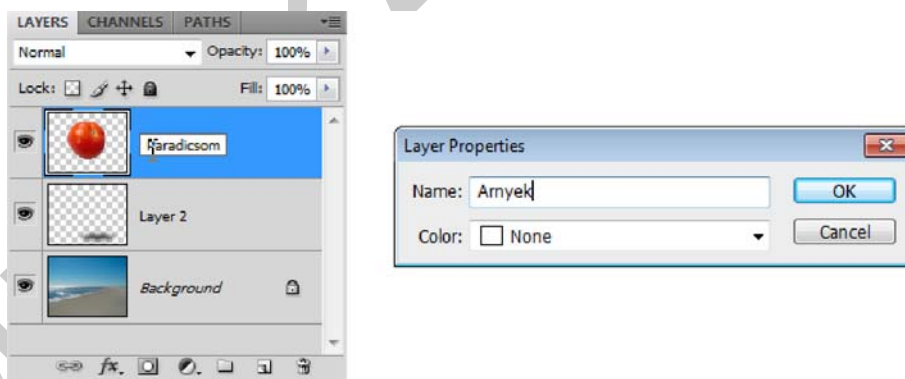 LAYERS CHANNELS PATHS
Normal Opacity: 100%
Lock: Fill: 100%
Paradicsom
Layer 2
Background
fx.
Layer Properties
Name: Arnyek OK
Color: None Cancel